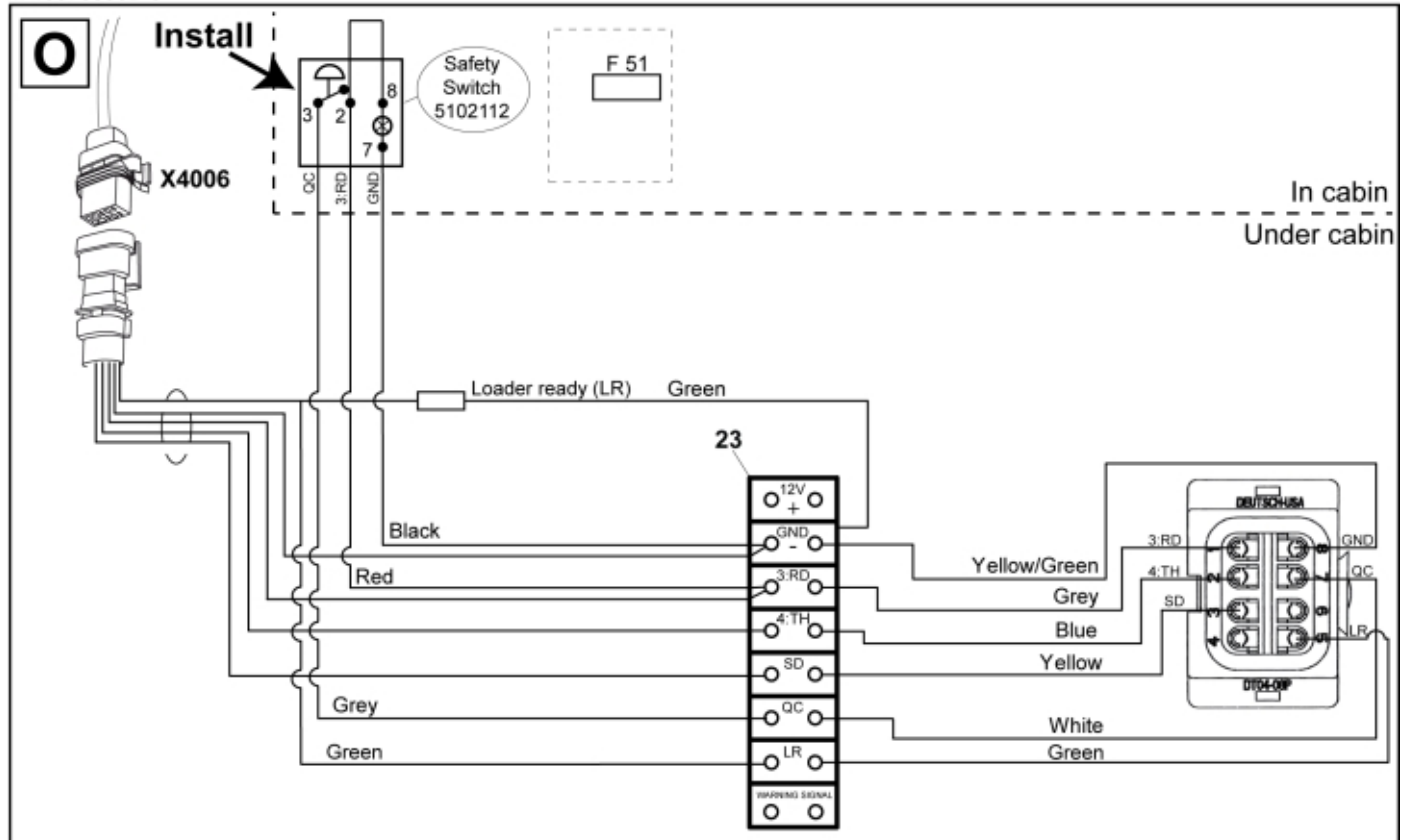 O
Install
Safety
Switch
5102112
F 51
3
2
8
7
X4006
QC
3:RD
GND
In cabin
Under cabin
Loader ready (LR)
Green
23
12V
+
GND
-
3:RD
4:TH
SD
QC
LR
WARNING SIGNAL
Black
Red
Grey
Green
Yellow/Green
Grey
Blue
Yellow
White
Green
DEUTSCH-USA
3:RD
4:TH
SD
1
2
3
4
8
7
6
5
GND
QC
LR
DT04-08P